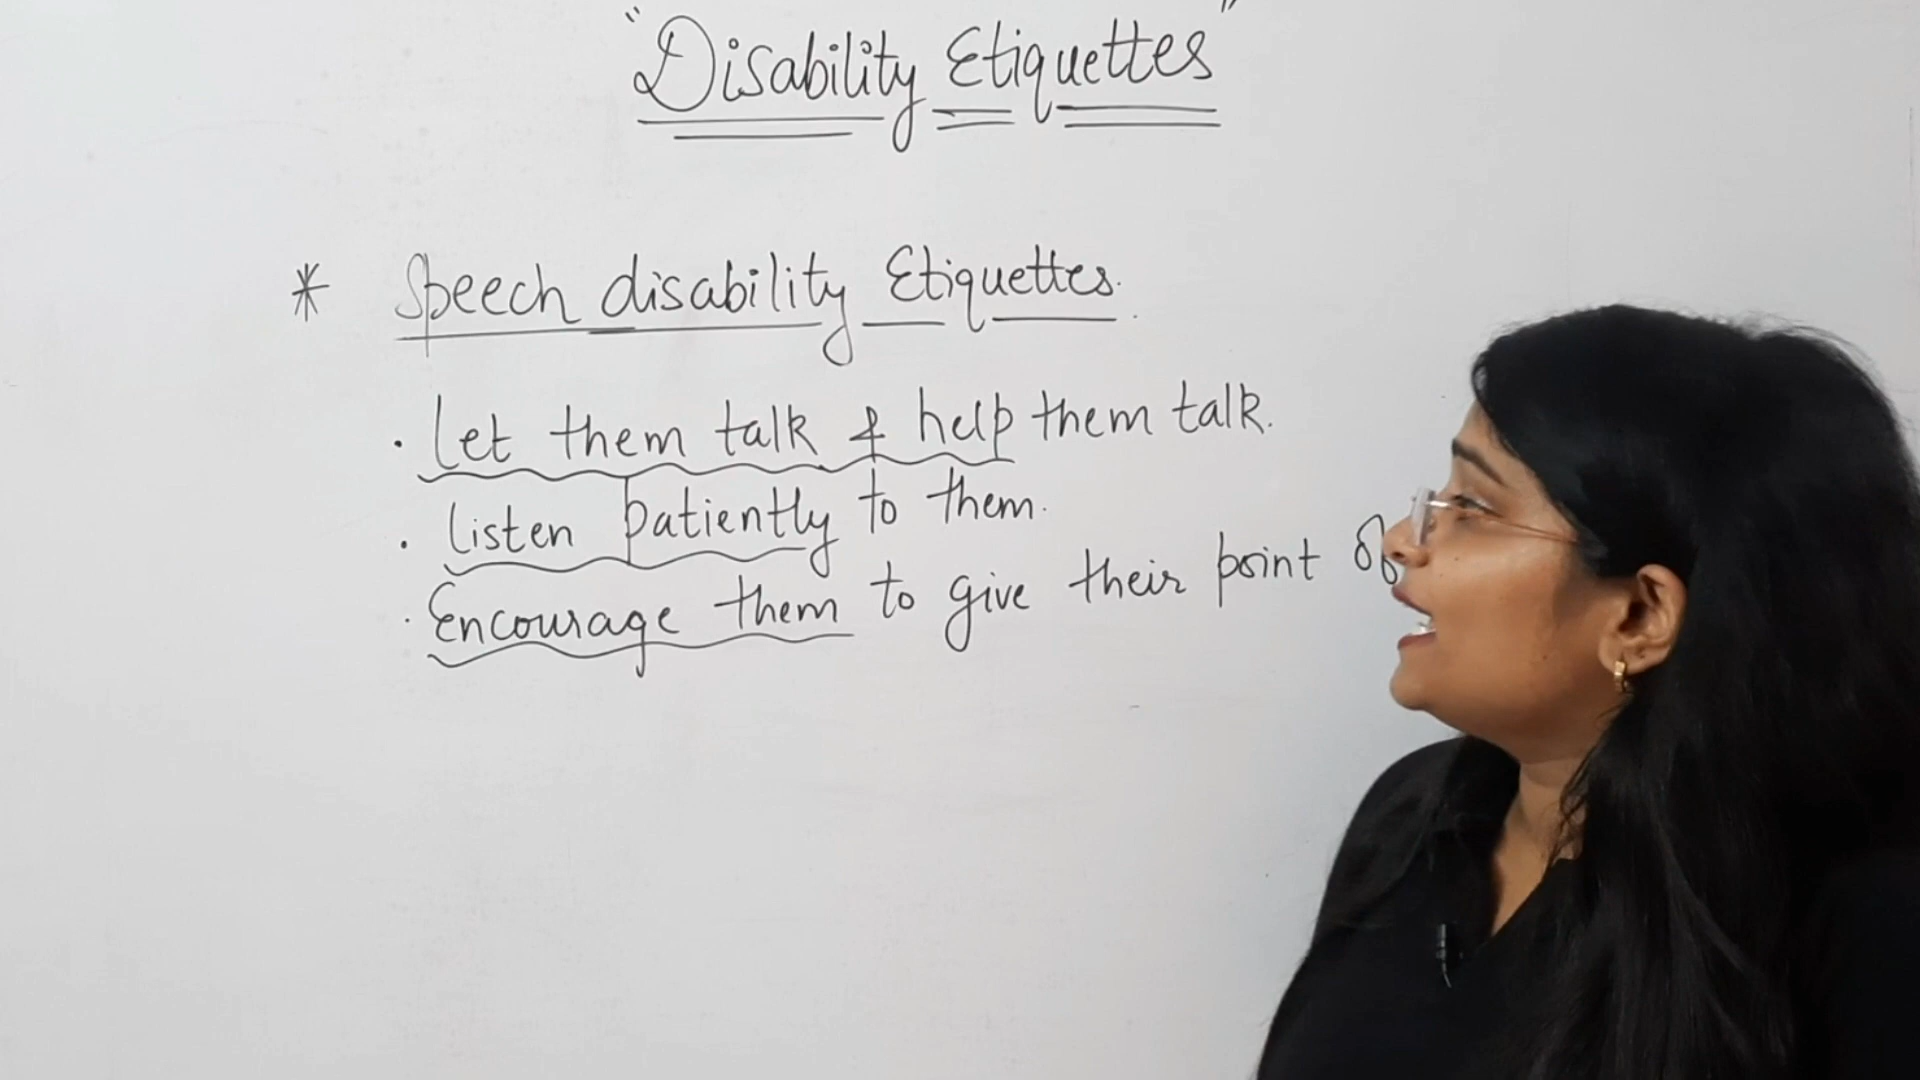 "Disability Etiquettes"
* Speech disability Etiquettes.
. Let them talk & help them talk.
. Listen patiently to them.
. Encourage them to give their point of